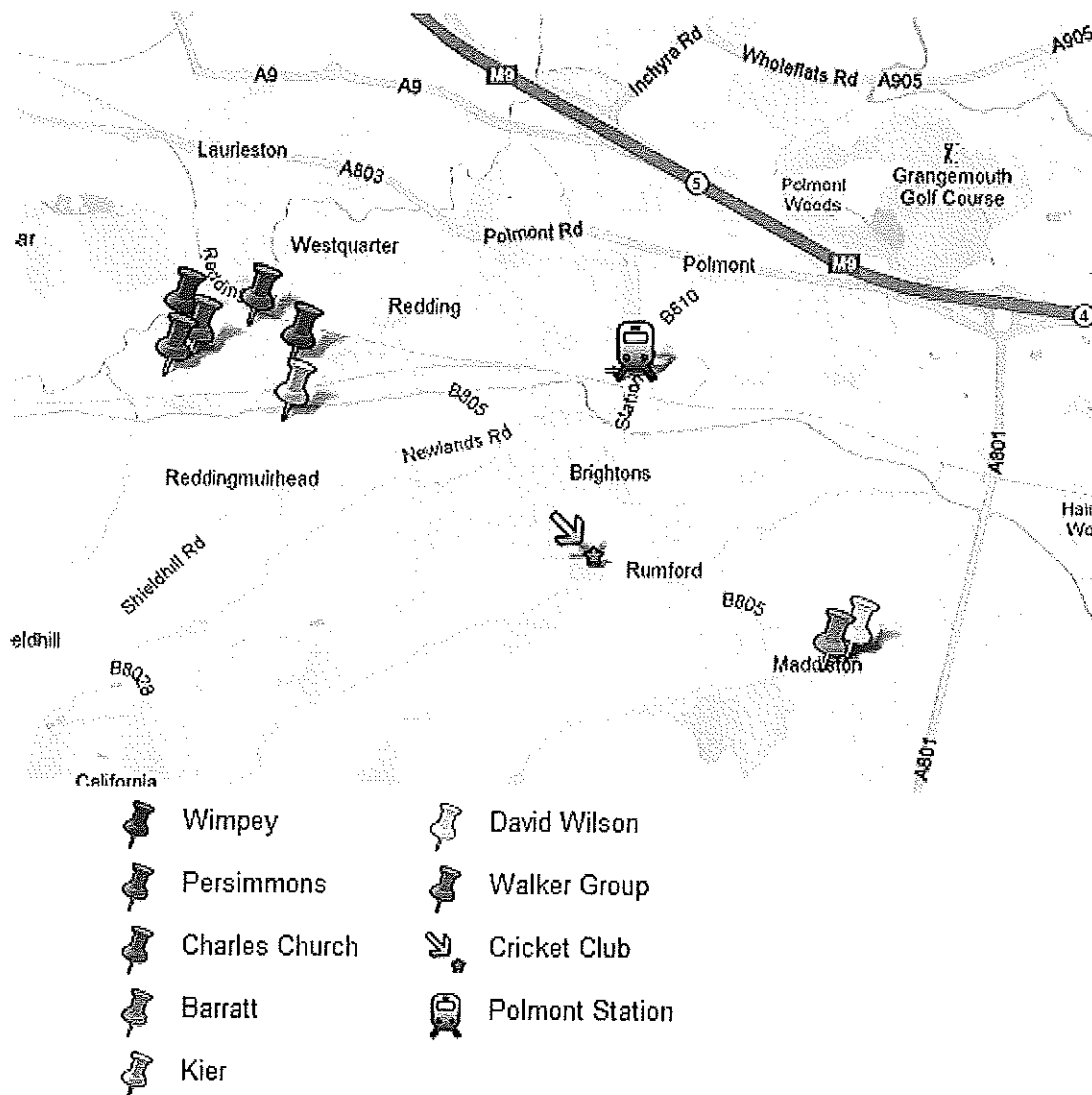 A905
Inchyra Rd
Wholeflats Rd
A905
A9
M9
A9
Laurieston
A803
5
Polmont
Woods
Grangemouth
Golf Course
ar
Westquarter
Polmont Rd
Polmont
M9
Redding
B810
4
Station
B805
Newlands Rd
A801
Reddingmuirhead
Brightons
Shieldhill Rd
Rumford
B805
eldhill
B8028
Maddiston
A801
California
Wimpey
David Wilson
Persimmons
Walker Group
Charles Church
Cricket Club
Barratt
Polmont Station
Kier